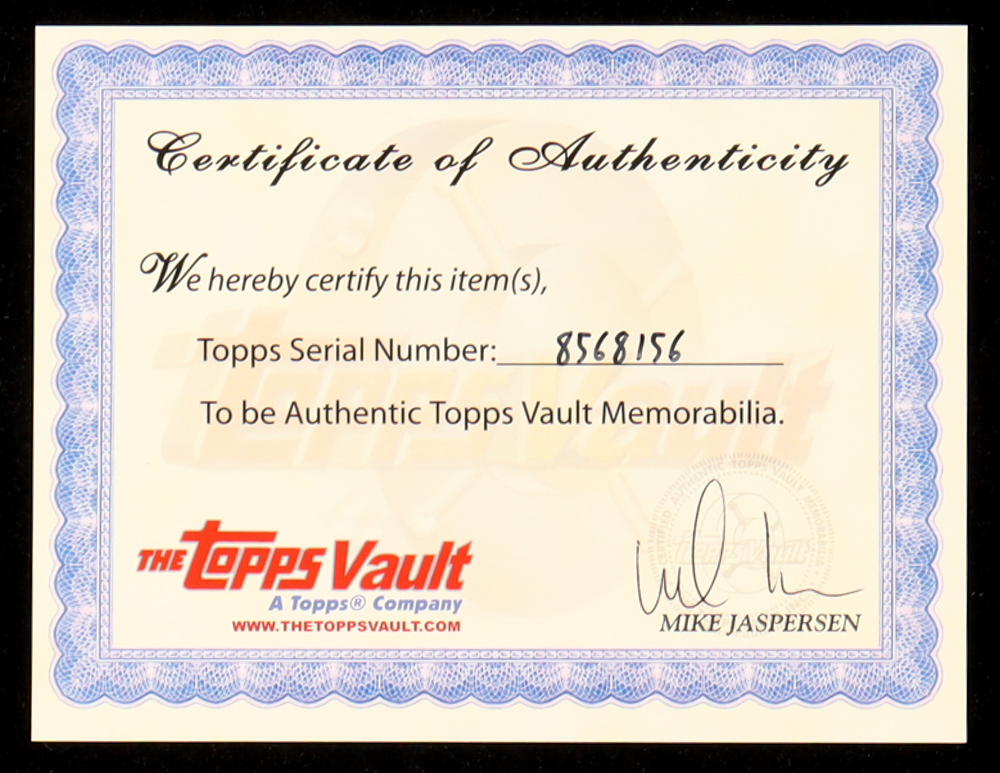 Certificate of Authenticity
We hereby certify this item(s),
Topps Serial Number: 8568156
To be Authentic Topps Vault Memorabilia.
THE Topps Vault
A Topps® Company
WWW.THETOPPSVAULT.COM
MIKE JASPERSEN